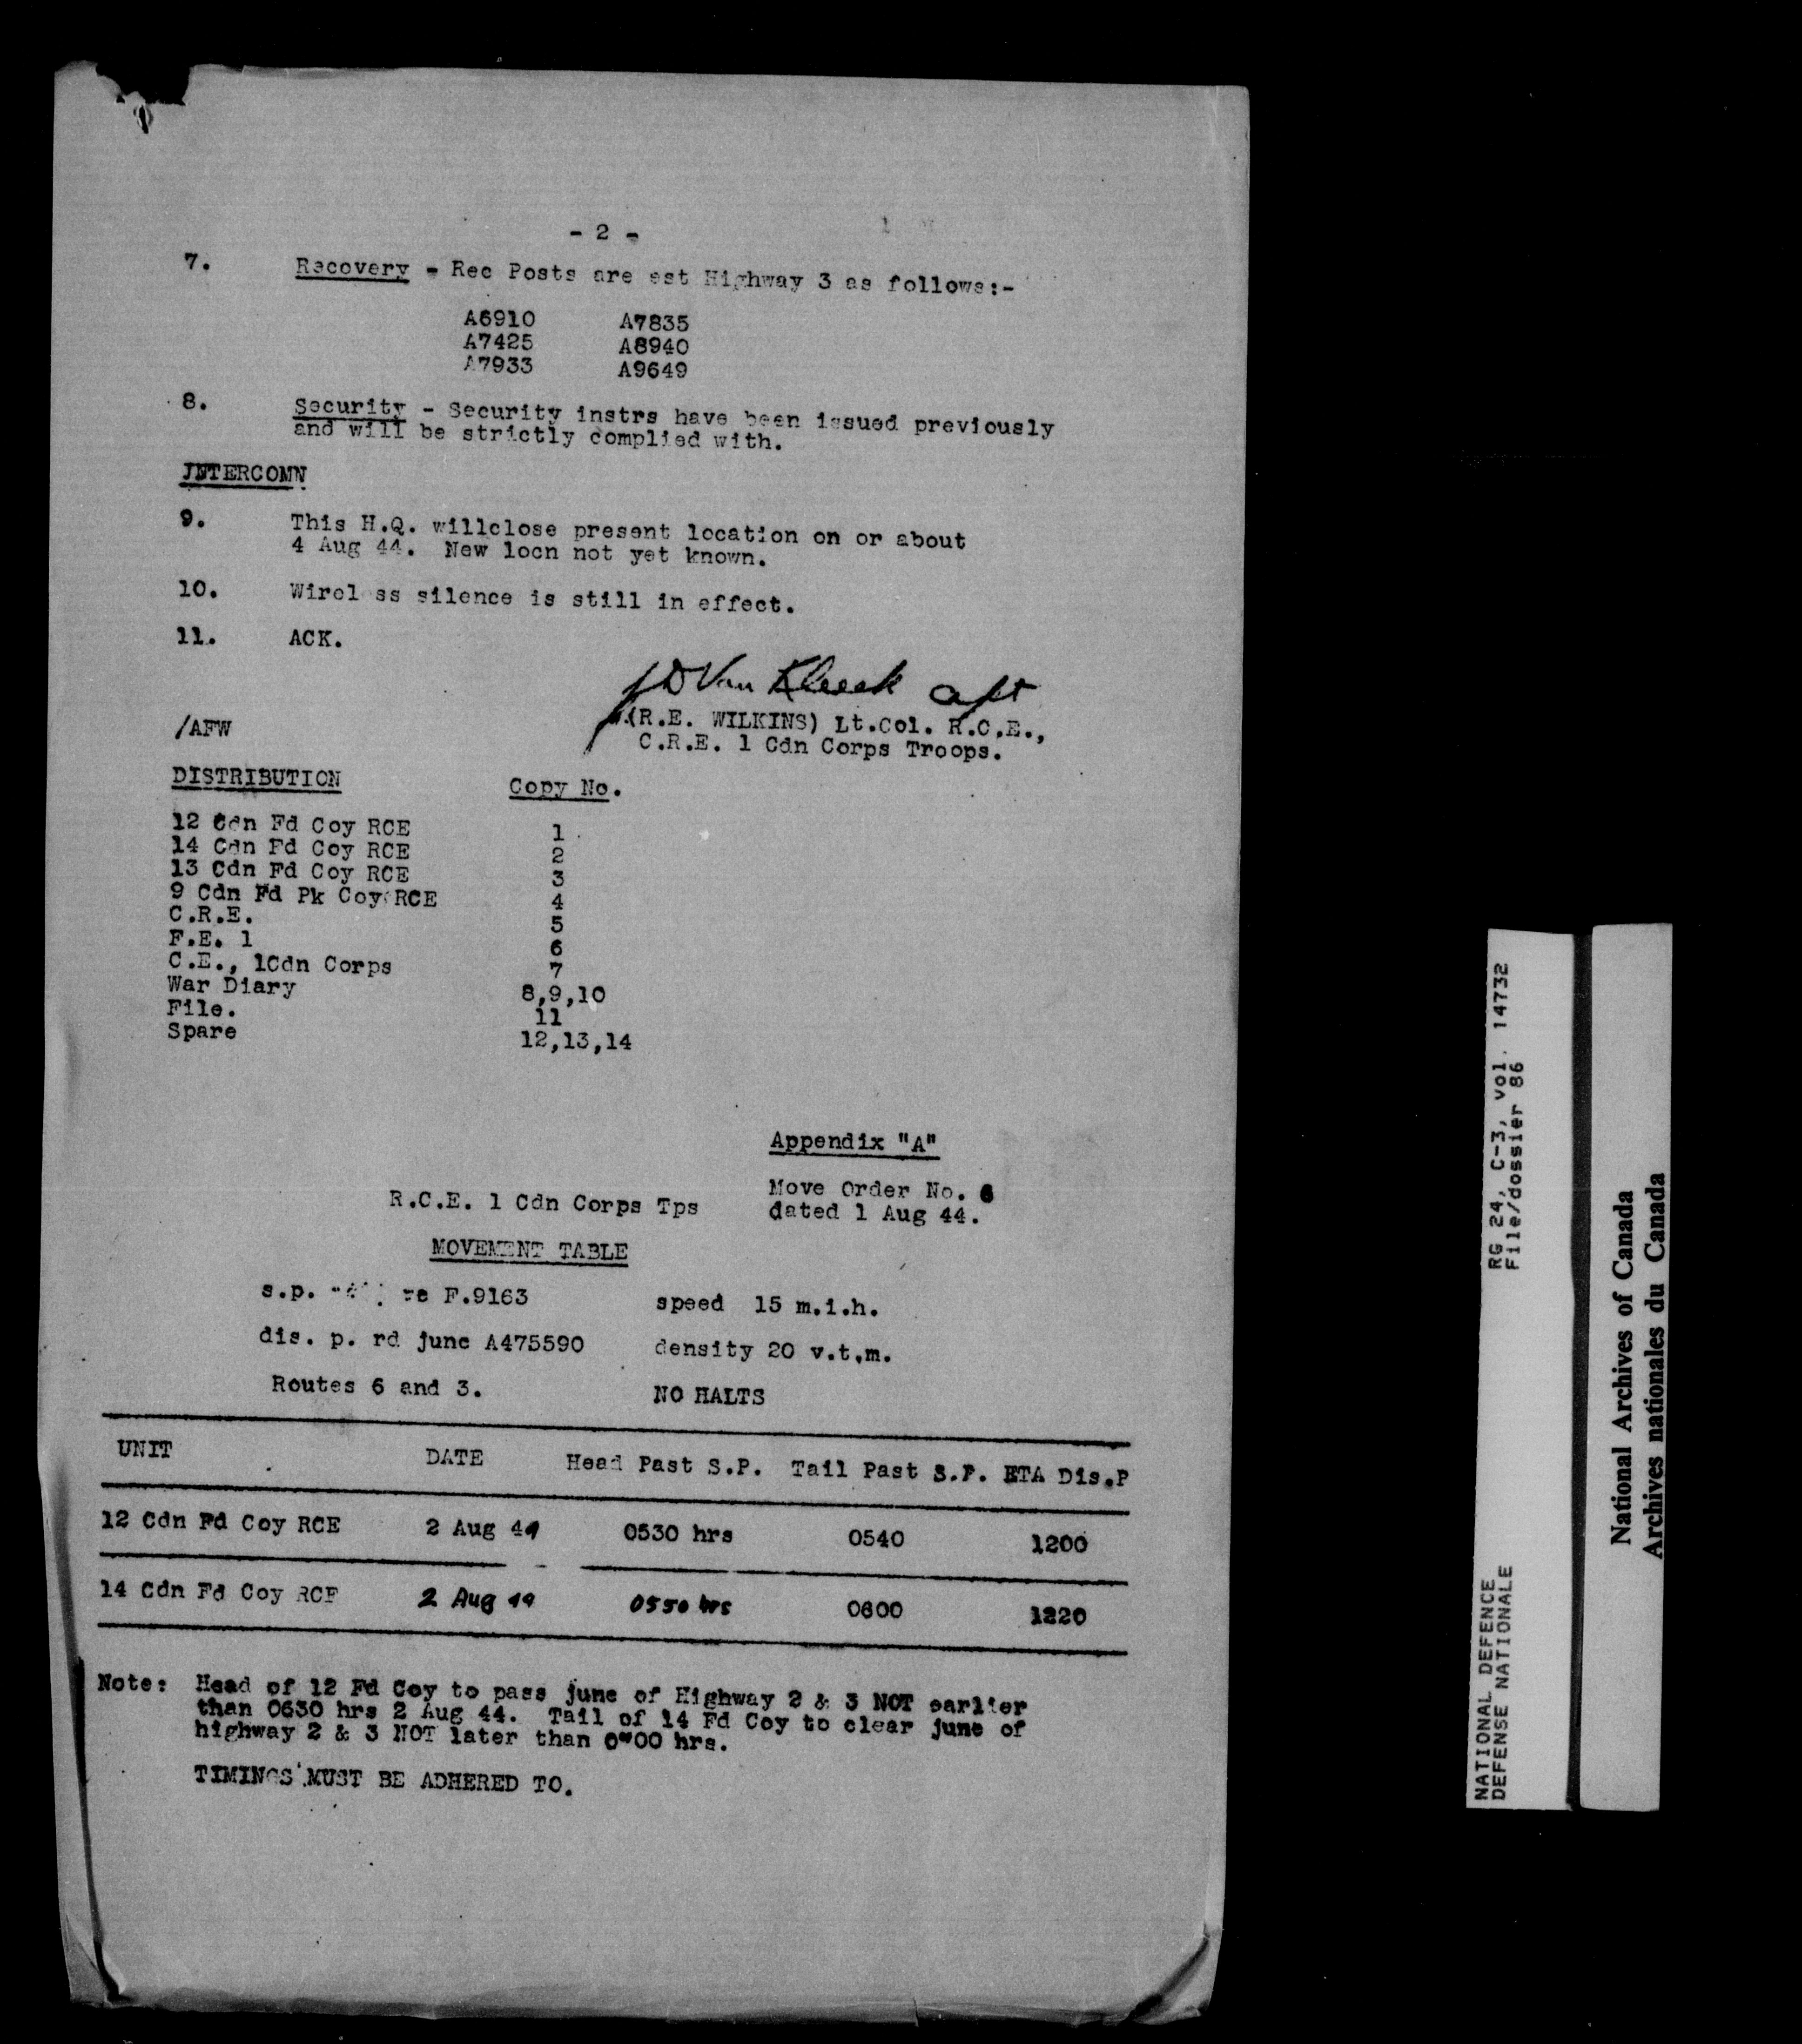 - 2 -
7. Recovery - Rec Posts are est Highway 3 as follows:-
A6910 A7835
A7425 A8940
A7933 A9649
8. Security - Security instrs have been issued previously
and will be strictly complied with.
INTERCOMN
9. This H.Q. willclose present location on or about
4 Aug 44. New locn not yet known.
10. Wireless silence is still in effect.
11. ACK.
JD Van Kleeck
/AFW (R.E. WILKINS) Lt.Col. R.C.E.,
C.R.E. 1 Cdn Corps Troops.
DISTRIBUTION Copy No.
12 Cdn Fd Coy RCE 1
14 Cdn Fd Coy RCE 2
13 Cdn Fd Coy RCE 3
9 Cdn Fd Pk Coy RCE 4
C.R.E. 5
F.E. 1 6
C.E., 1Cdn Corps 7
War Diary 8,9,10
File. 11
Spare 12,13,14
Appendix "A"
R.C.E. 1 Cdn Corps Tps Move Order No. 6
dated 1 Aug 44.
MOVEMENT TABLE
s.p. F.9163 speed 15 m.i.h.
dis. p. rd junc A475590 density 20 v.t.m.
Routes 6 and 3. NO HALTS
UNIT DATE Head Past S.P. Tail Past S.P. ETA Dis.P
12 Cdn Fd Coy RCE 2 Aug 44 0530 hrs 0540 1200
14 Cdn Fd Coy RCE 2 Aug 44 0550 hrs 0600 1220
Note: Head of 12 Fd Coy to pass junc of Highway 2 & 3 NOT earlier
than 0630 hrs 2 Aug 44. Tail of 14 Fd Coy to clear junc of
highway 2 & 3 NOT later than hrs.
TIMINGS MUST BE ADHERED TO.
NATIONAL DEFENCE RG 24, C-3, vol. 14732
DEFENSE NATIONALE File/dossier 86
National Archives of Canada
Archives nationales du Canada